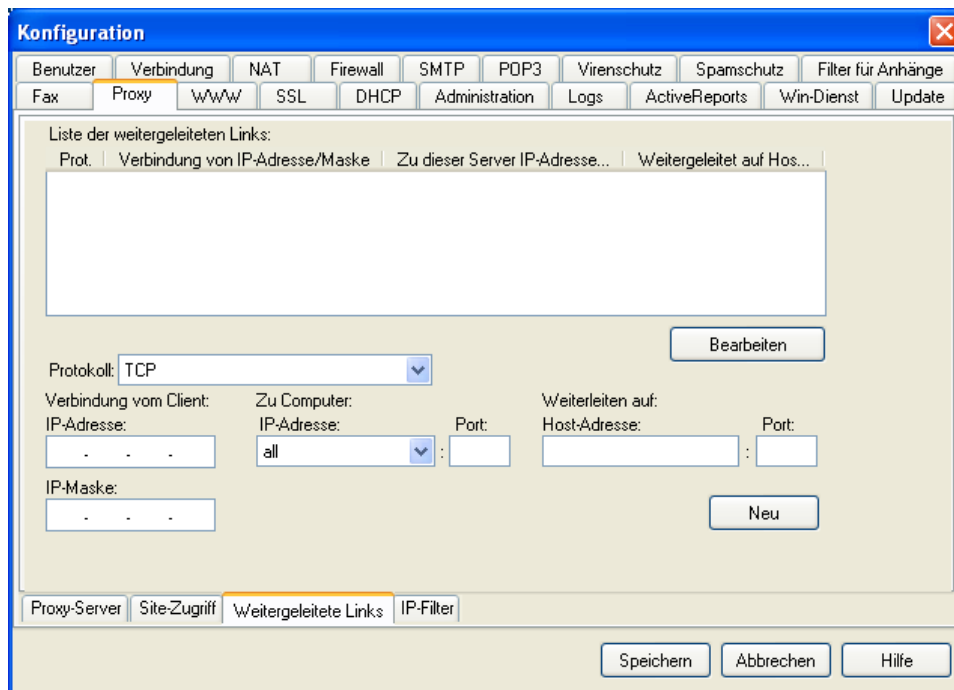 Konfiguration
Benutzer Verbindung NAT Firewall SMTP POP3 Virenschutz Spamschutz Filter für Anhänge
Fax Proxy WWW SSL DHCP Administration Logs ActiveReports Win-Dienst Update
Liste der weitergeleiteten Links:
Prot. Verbindung von IP-Adresse/Maske Zu dieser Server IP-Adresse... Weitergeleitet auf Hos...
Bearbeiten
Protokoll: TCP
Verbindung vom Client: Zu Computer: Weiterleiten auf:
IP-Adresse: IP-Adresse: Port: Host-Adresse: Port:
. . . all : :
IP-Maske:
. . .
Neu
Proxy-Server Site-Zugriff Weitergeleitete Links IP-Filter
Speichern Abbrechen Hilfe